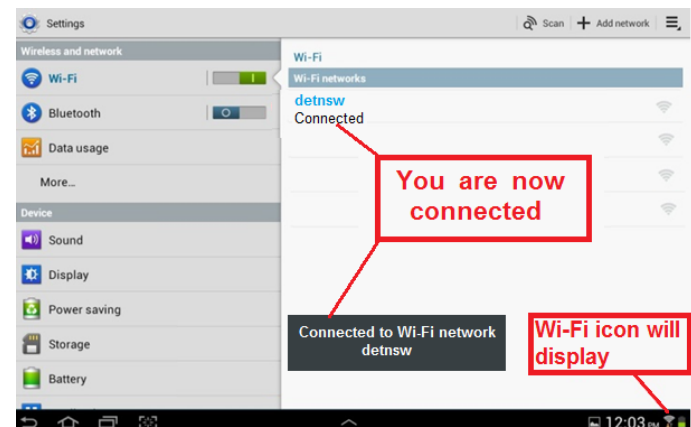 Settings
Scan
Add network
Wireless and network
Wi-Fi
Bluetooth
Data usage
More...
Device
Sound
Display
Power saving
Storage
Battery
Wi-Fi
Wi-Fi networks
detnsw
Connected
You are now
connected
Connected to Wi-Fi network
detnsw
Wi-Fi icon will
display
12:03 PM